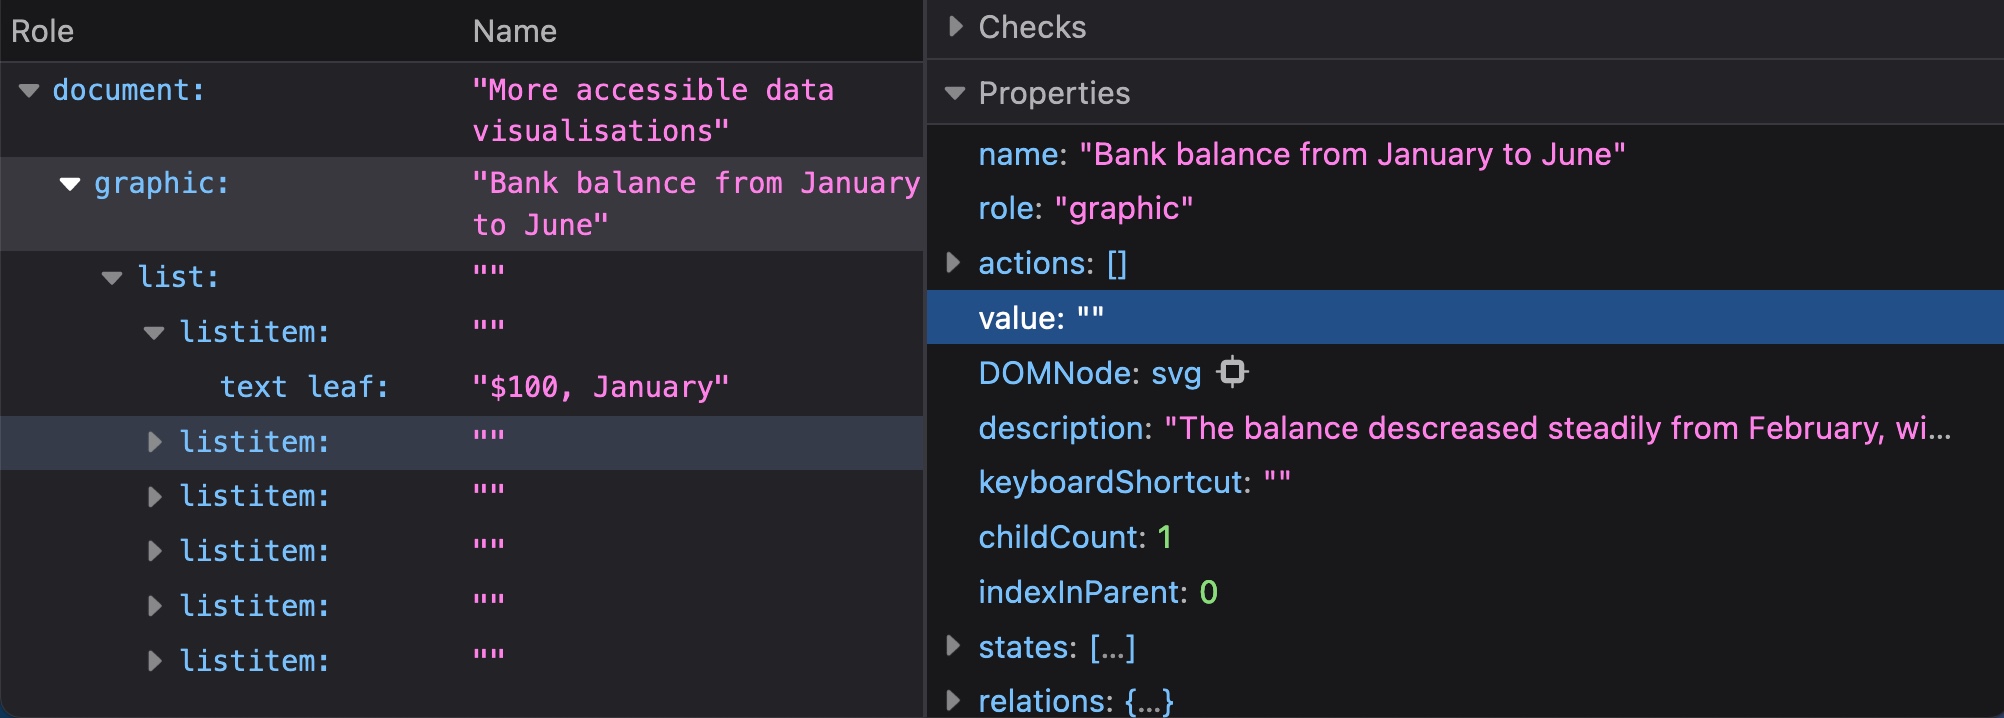 Role Name
document: "More accessible data
visualisations"
graphic: "Bank balance from January
to June"
list: ""
listitem: ""
text leaf: "$100, January"
listitem: ""
listitem: ""
listitem: ""
listitem: ""
listitem: ""
Checks
Properties
name: "Bank balance from January to June"
role: "graphic"
actions: []
value: ""
DOMNode: svg
description: "The balance descreased steadily from February, wi…
keyboardShortcut: ""
childCount: 1
indexInParent: 0
states: […]
relations: {…}